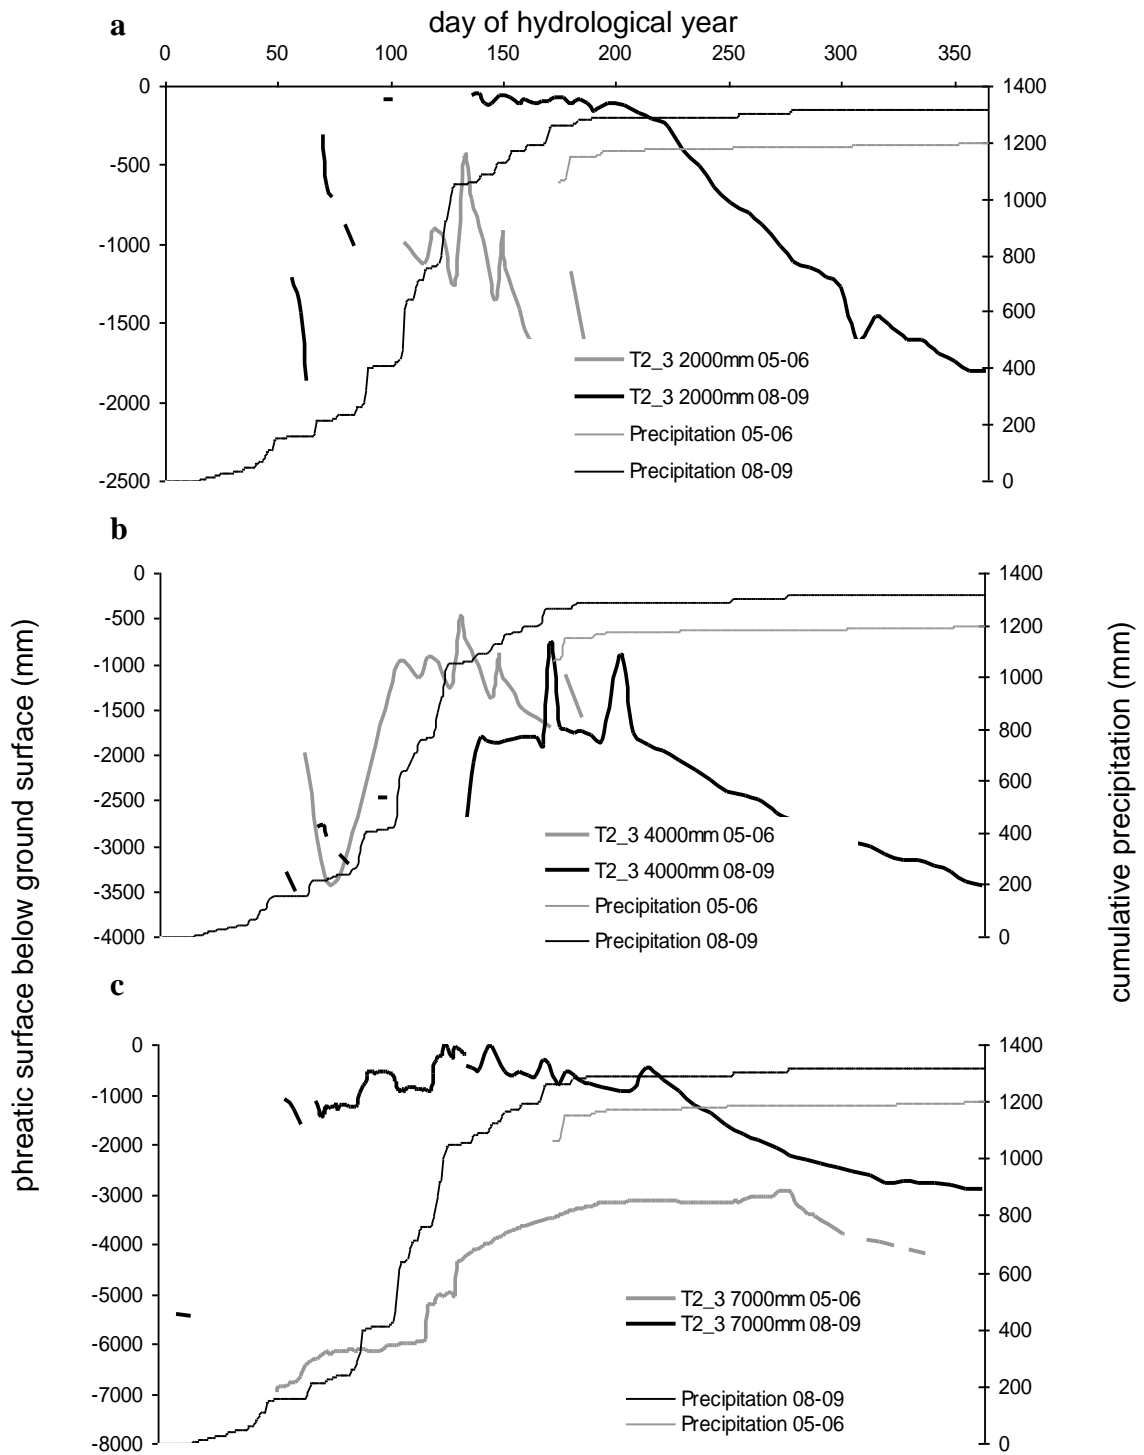 a
day of hydrological year
0 50 100 150 200 250 300 350
0 1400
-500 1200
-1000 1000
-1500 800
-2000 600
-2500 400
200
0
T2_3 2000mm 05-06
T2_3 2000mm 08-09
Precipitation 05-06
Precipitation 08-09
b
0 1400
-500 1200
-1000 1000
-1500 800
-2000 600
-2500 400
-3000 200
-3500 0
-4000
T2_3 4000mm 05-06
T2_3 4000mm 08-09
Precipitation 05-06
Precipitation 08-09
phreatic surface below ground surface (mm)
cumulative precipitation (mm)
c
0 1400
-1000 1200
-2000 1000
-3000 800
-4000 600
-5000 400
-6000 200
-7000 0
-8000
T2_3 7000mm 05-06
T2_3 7000mm 08-09
Precipitation 08-09
Precipitation 05-06